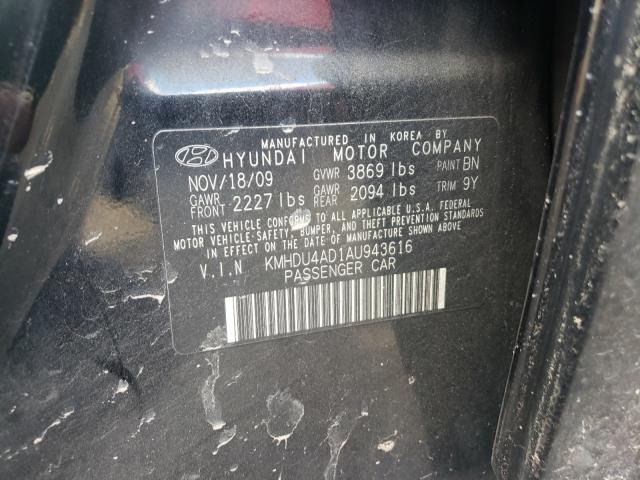 MANUFACTURED IN KOREA BY
HYUNDAI MOTOR COMPANY
NOV/18/09 GVWR 3869 lbs PAINT BN
GAWR FRONT 2227 lbs GAWR REAR 2094 lbs TRIM 9Y
THIS VEHICLE CONFORMS TO ALL APPLICABLE U.S.A. FEDERAL
MOTOR VEHICLE SAFETY, BUMPER, AND THEFT PREVENTION STANDARDS
IN EFFECT ON THE DATE OF MANUFACTURE SHOWN ABOVE.
V.I.N KMHDU4AD1AU943616
PASSENGER CAR